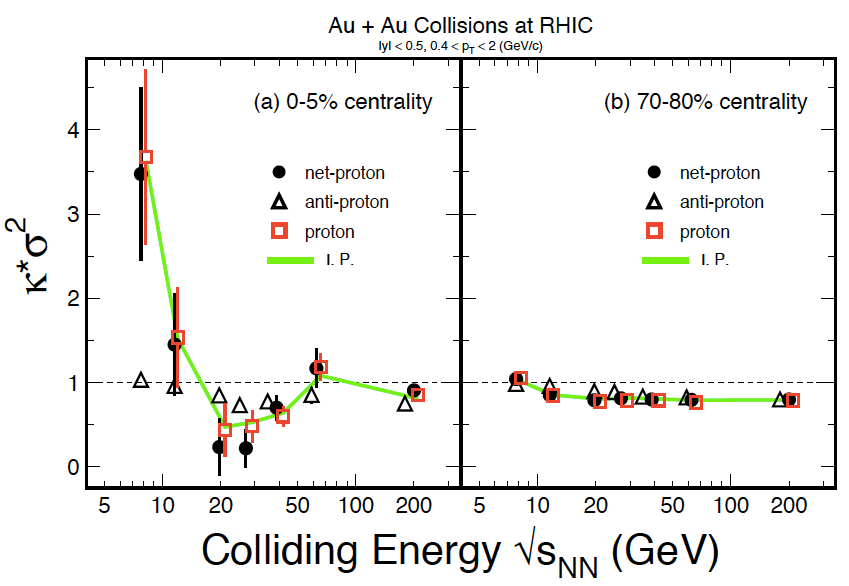 Au + Au Collisions at RHIC
|y| < 0.5, 0.4 < pT < 2 (GeV/c)
(a) 0-5% centrality
net-proton
anti-proton
proton
I. P.
(b) 70-80% centrality
net-proton
anti-proton
proton
I. P.
κ*σ²
4
3
2
1
0
5 10 20 50 100 200
5 10 20 50 100 200
Colliding Energy √sNN (GeV)